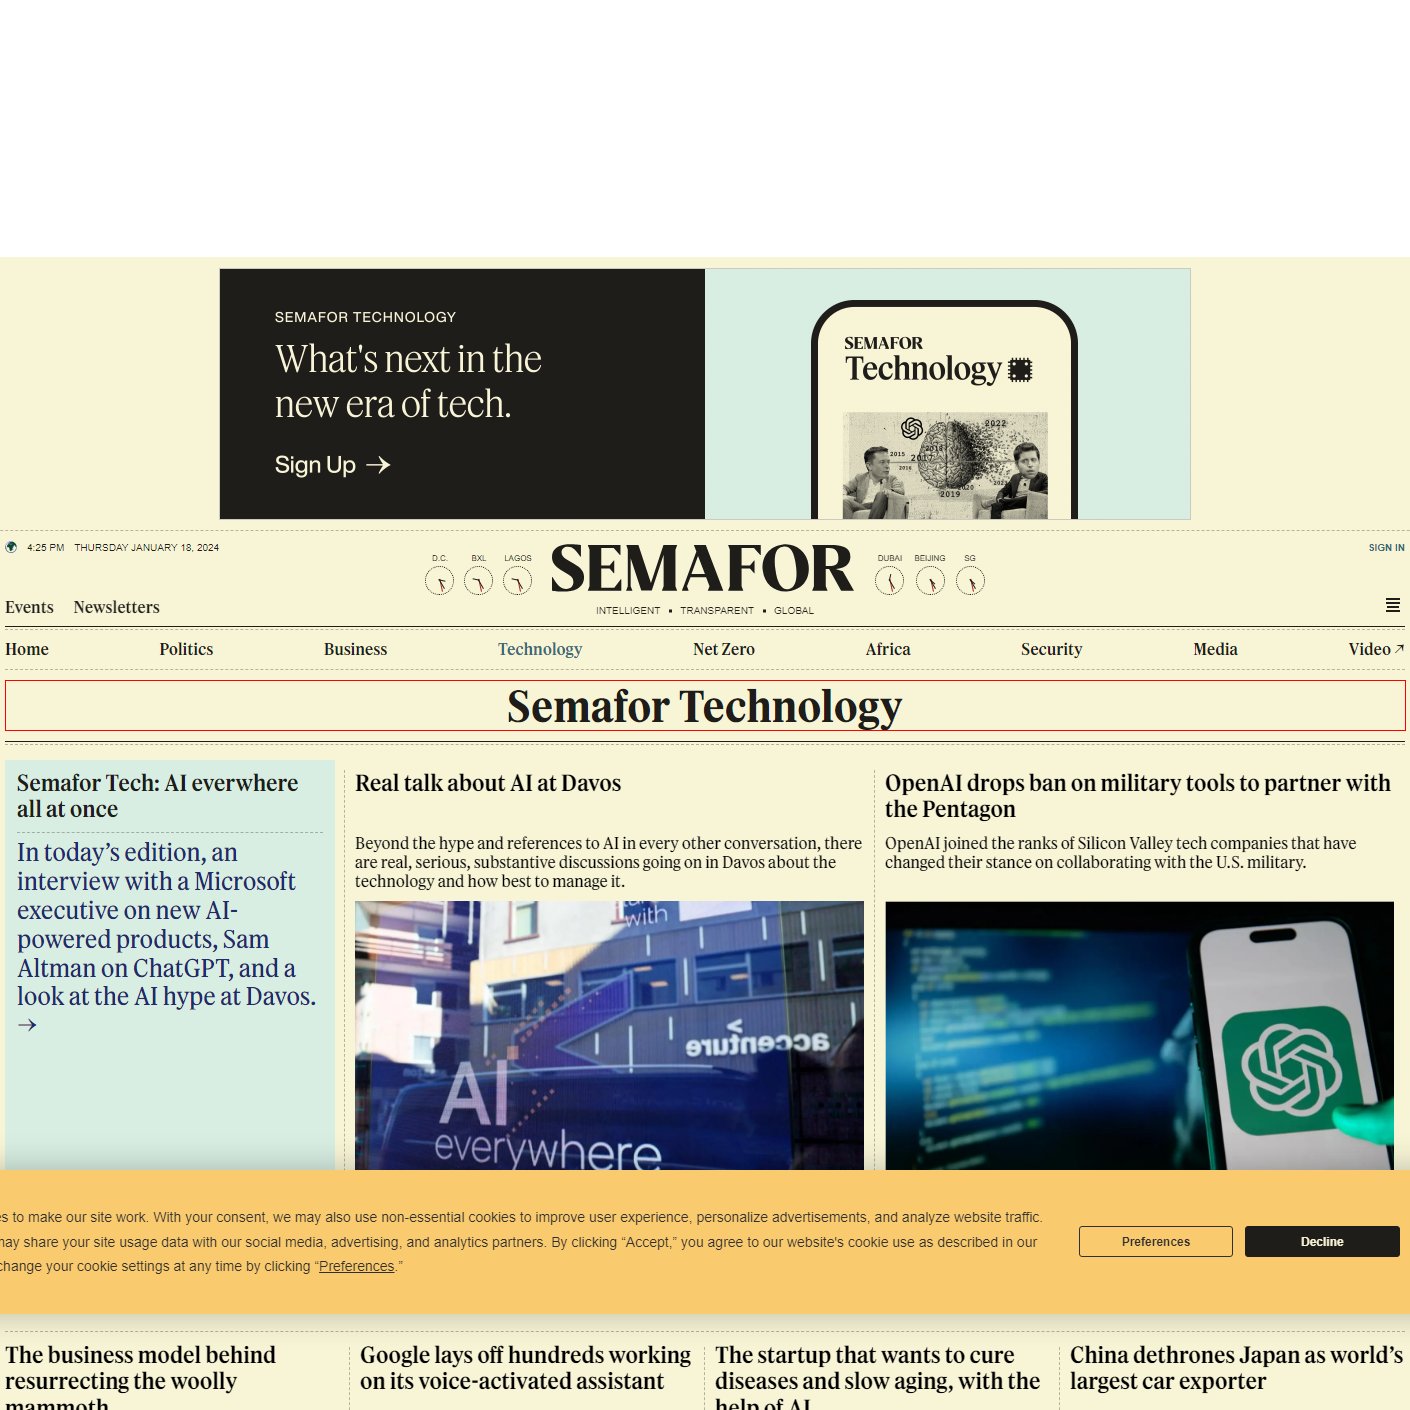 SEMAFOR TECHNOLOGY
What's next in the
new era of tech.
Sign Up →
SEMAFOR
Technology
2022
2015
2018
2017
2016
2021
2020
2019
4:25 PM THURSDAY JANUARY 18, 2024
SIGN IN
D.C. BXL LAGOS
SEMAFOR
DUBAI BEIJING SG
INTELLIGENT ▪ TRANSPARENT ▪ GLOBAL
Events Newsletters
Home Politics Business Technology Net Zero Africa Security Media Video↗
Semafor Technology
Semafor Tech: AI everwhere
all at once
In today’s edition, an
interview with a Microsoft
executive on new AI-
powered products, Sam
Altman on ChatGPT, and a
look at the AI hype at Davos.
→
Real talk about AI at Davos
Beyond the hype and references to AI in every other conversation, there
are real, serious, substantive discussions going on in Davos about the
technology and how best to manage it.
with
accenture
AI
everywhere
OpenAI drops ban on military tools to partner with
the Pentagon
OpenAI joined the ranks of Silicon Valley tech companies that have
changed their stance on collaborating with the U.S. military.
s to make our site work. With your consent, we may also use non-essential cookies to improve user experience, personalize advertisements, and analyze website traffic.
may share your site usage data with our social media, advertising, and analytics partners. By clicking “Accept,” you agree to our website's cookie use as described in our
change your cookie settings at any time by clicking “Preferences.”
Preferences
Decline
The business model behind
resurrecting the woolly
mammoth
Google lays off hundreds working
on its voice-activated assistant
The startup that wants to cure
diseases and slow aging, with the
help of AI
China dethrones Japan as world’s
largest car exporter